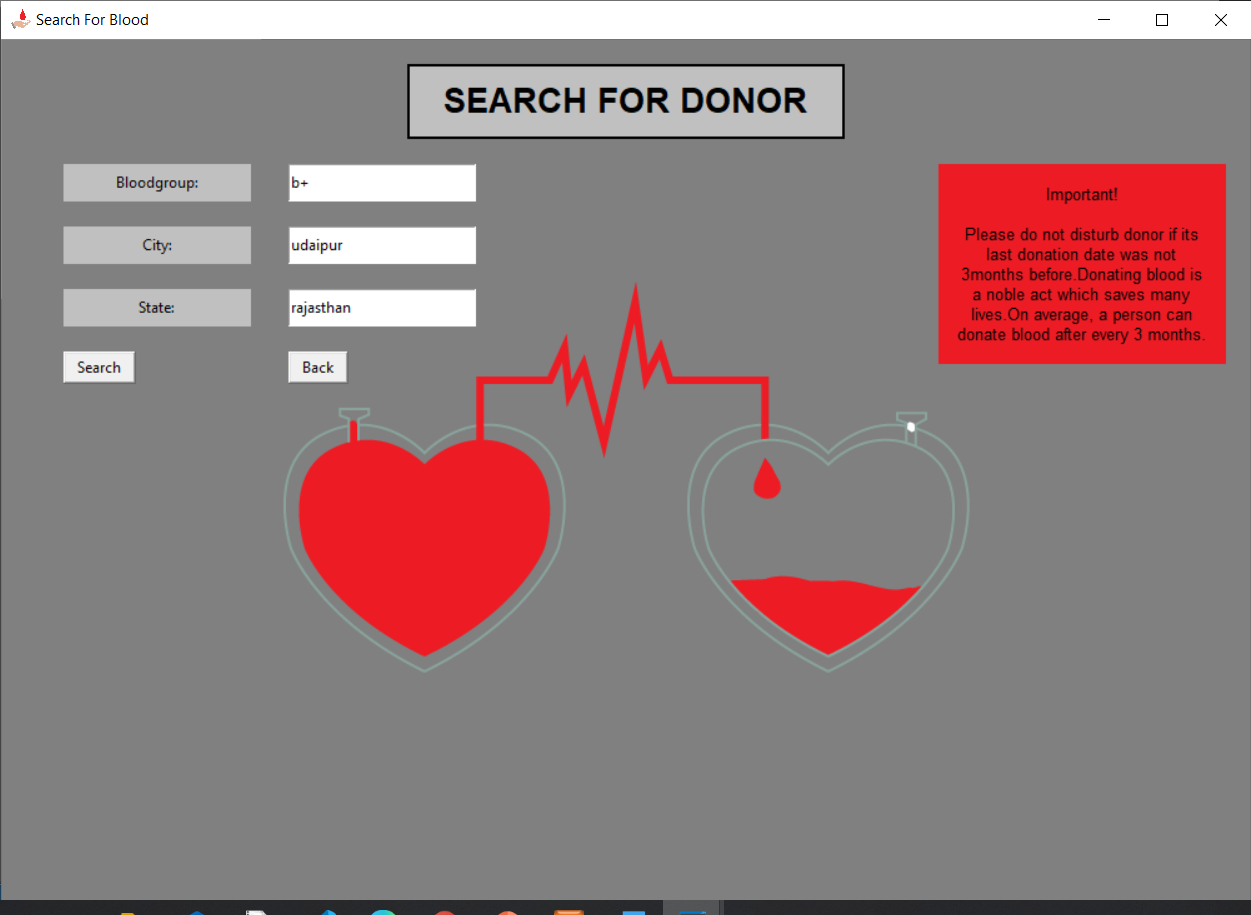 Search For Blood
SEARCH FOR DONOR
Bloodgroup:
b+
City:
udaipur
State:
rajasthan
Search
Back
Important!
Please do not disturb donor if its
last donation date was not
3months before.Donating blood is
a noble act which saves many
lives.On average, a person can
donate blood after every 3 months.